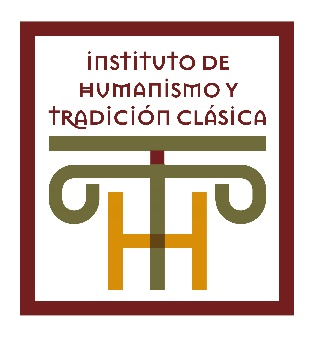 INSTITUTO DE
HUMANISMO Y
TRADICIÓN CLÁSICA